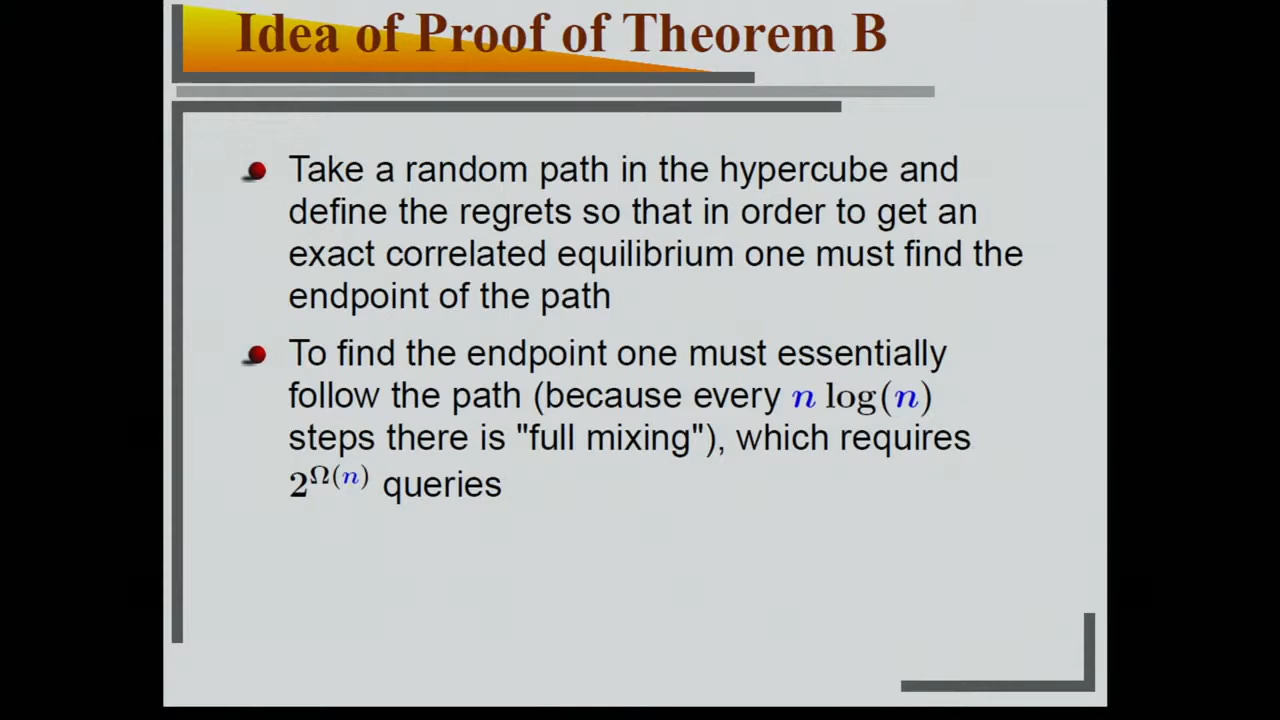 Idea of Proof of Theorem B
Take a random path in the hypercube and
define the regrets so that in order to get an
exact correlated equilibrium one must find the
endpoint of the path
To find the endpoint one must essentially
follow the path (because every n log(n)
steps there is "full mixing"), which requires
2^{Ω(n)} queries